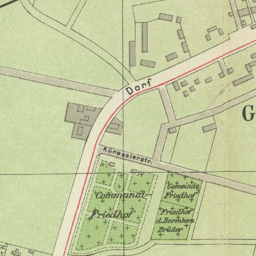 Dorf
G
Kürassierstr.
Communal-
Friedhof
Gemeinde
Friedhof
Friedhof
d. Barmherz.
Brüder